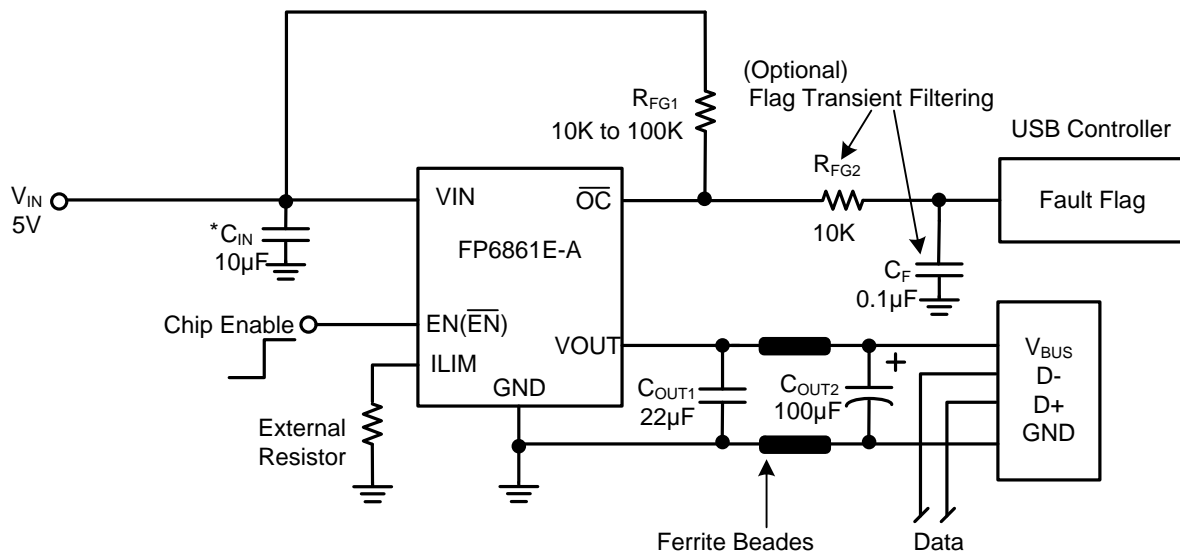 (Optional)
Flag Transient Filtering
R_FG1
10K to 100K
USB Controller
R_FG2
V_IN
5V
VIN
O̅C̅
Fault Flag
*C_IN
10µF
FP6861E-A
10K
C_F
0.1µF
Chip Enable
EN(E̅N̅)
VOUT
ILIM
GND
V_BUS
D-
D+
GND
C_OUT1
22µF
C_OUT2
100µF
+
External
Resistor
Ferrite Beades
Data